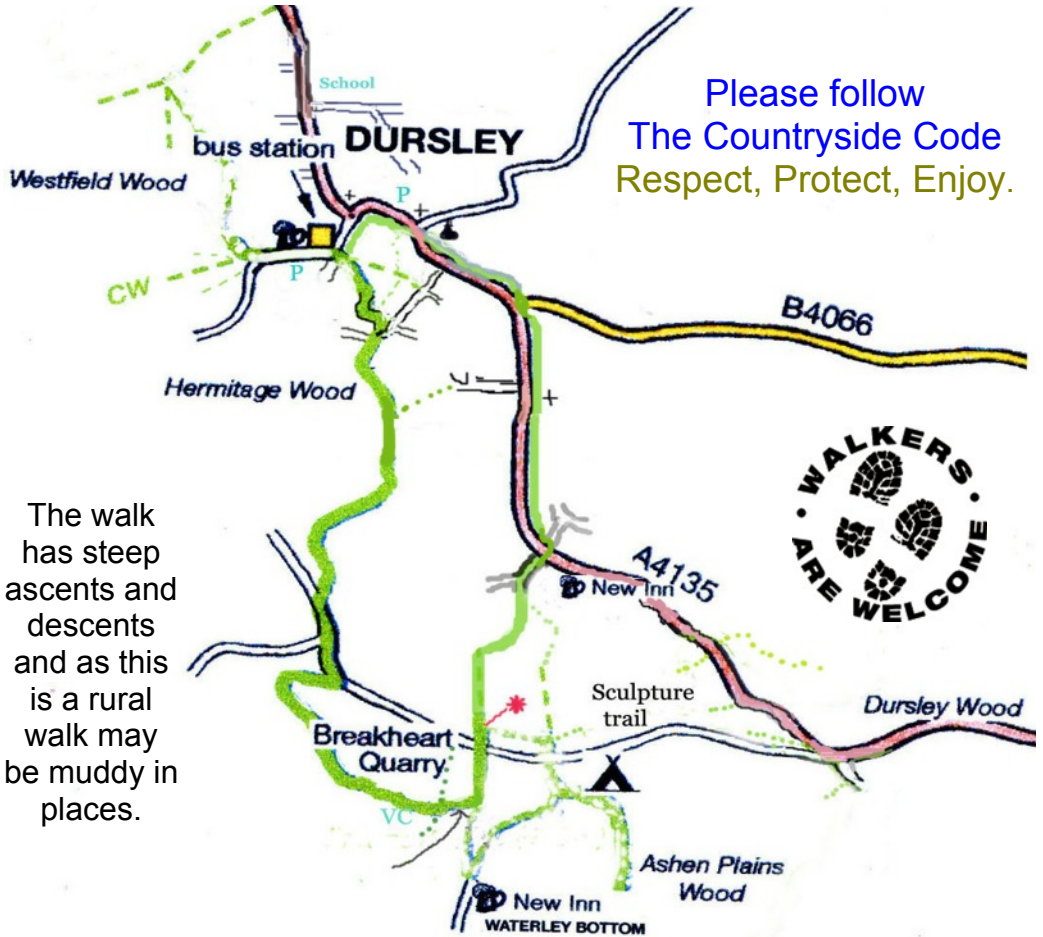 School
bus station
DURSLEY
Please follow
The Countryside Code
Respect, Protect, Enjoy.
Westfield Wood
P
P
CW
B4066
Hermitage Wood
• WALKERS •
ARE WELCOME
The walk
has steep
ascents and
descents
and as this
is a rural
walk may
be muddy in
places.
A4135
New Inn
Sculpture
trail
Dursley Wood
Breakheart
Quarry
VC
Ashen Plains
Wood
New Inn
WATERLEY BOTTOM